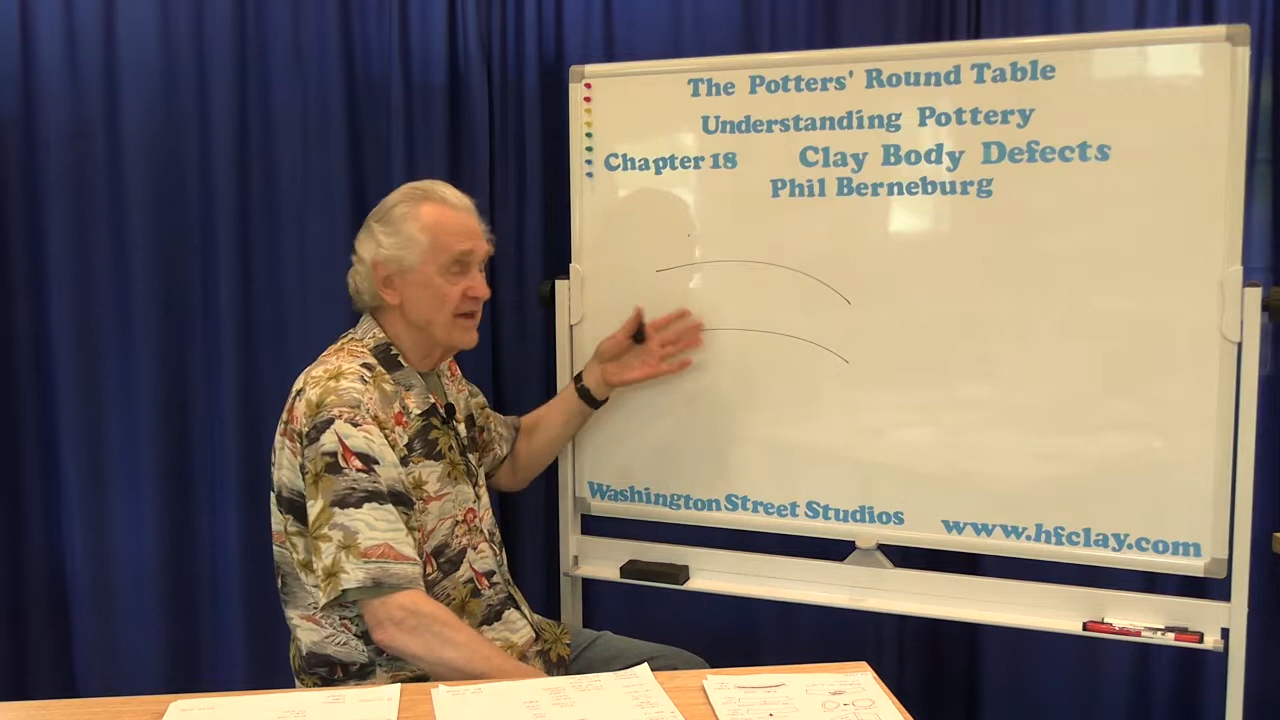 The Potters' Round Table
Understanding Pottery
Chapter 18 Clay Body Defects
Phil Berneburg
Washington Street Studios
www.hfclay.com